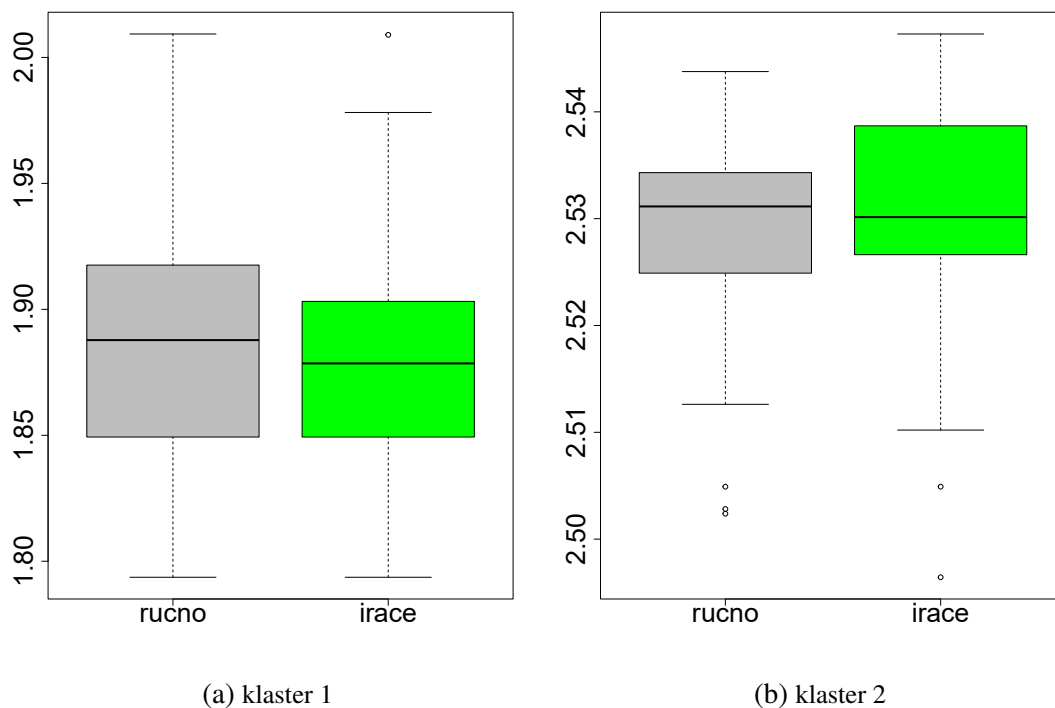 2.00
1.95
1.90
1.85
1.80
rucno
irace
(a) klaster 1
2.54
2.53
2.52
2.51
2.50
rucno
irace
(b) klaster 2